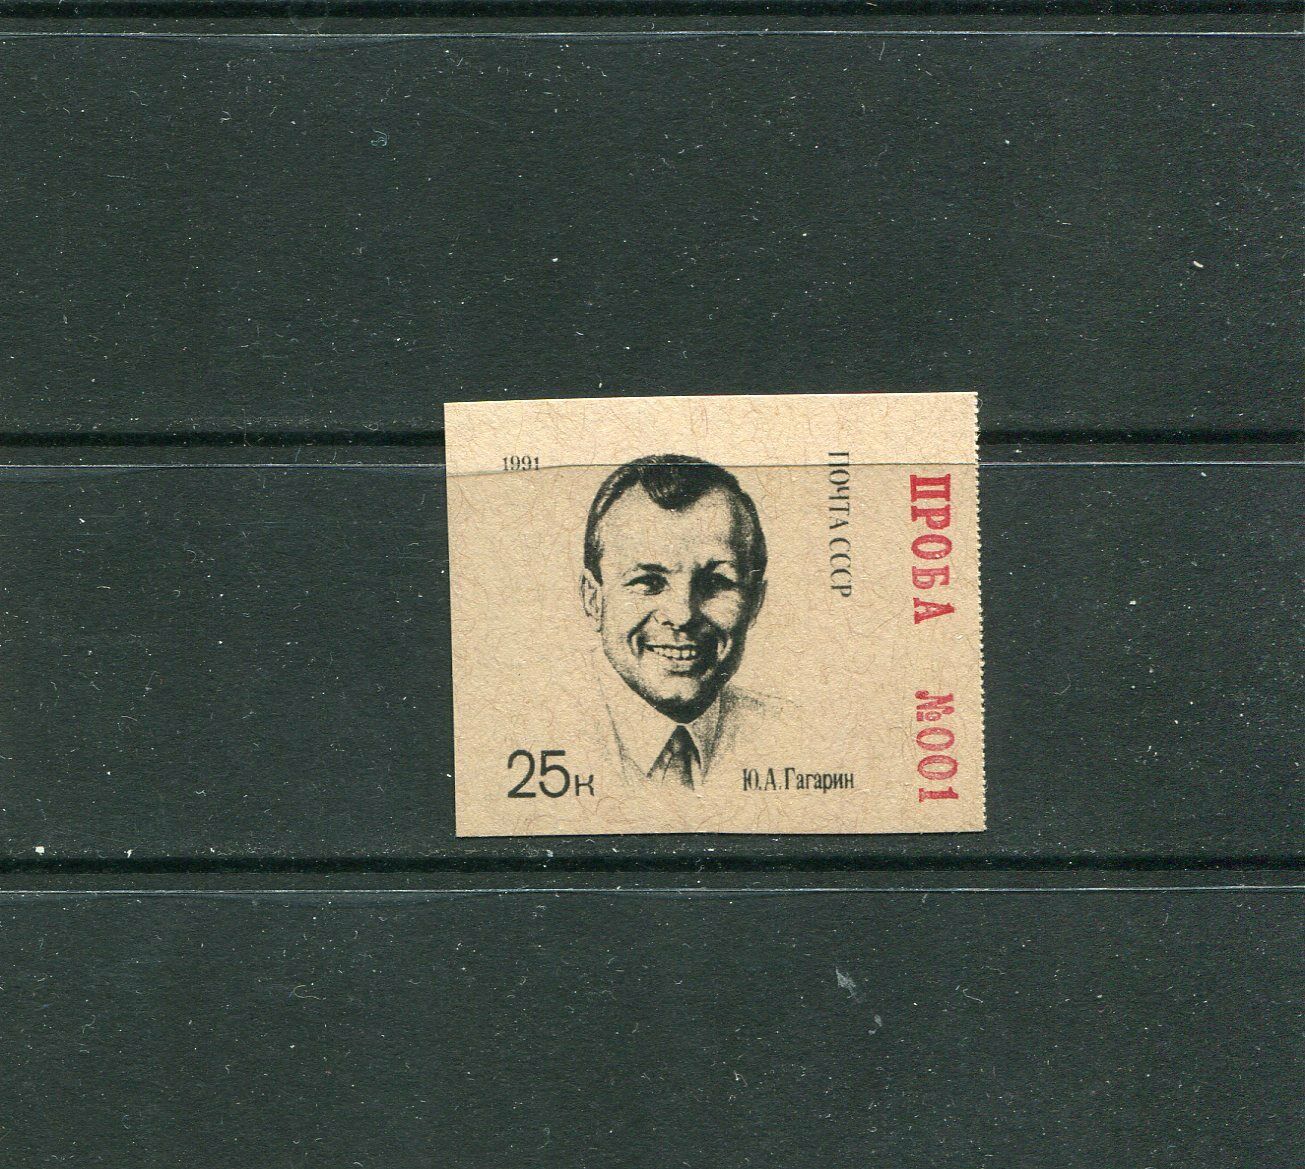 1991
ПОЧТА СССР
ПРОБА №001
25к
Ю.А.Гагарин